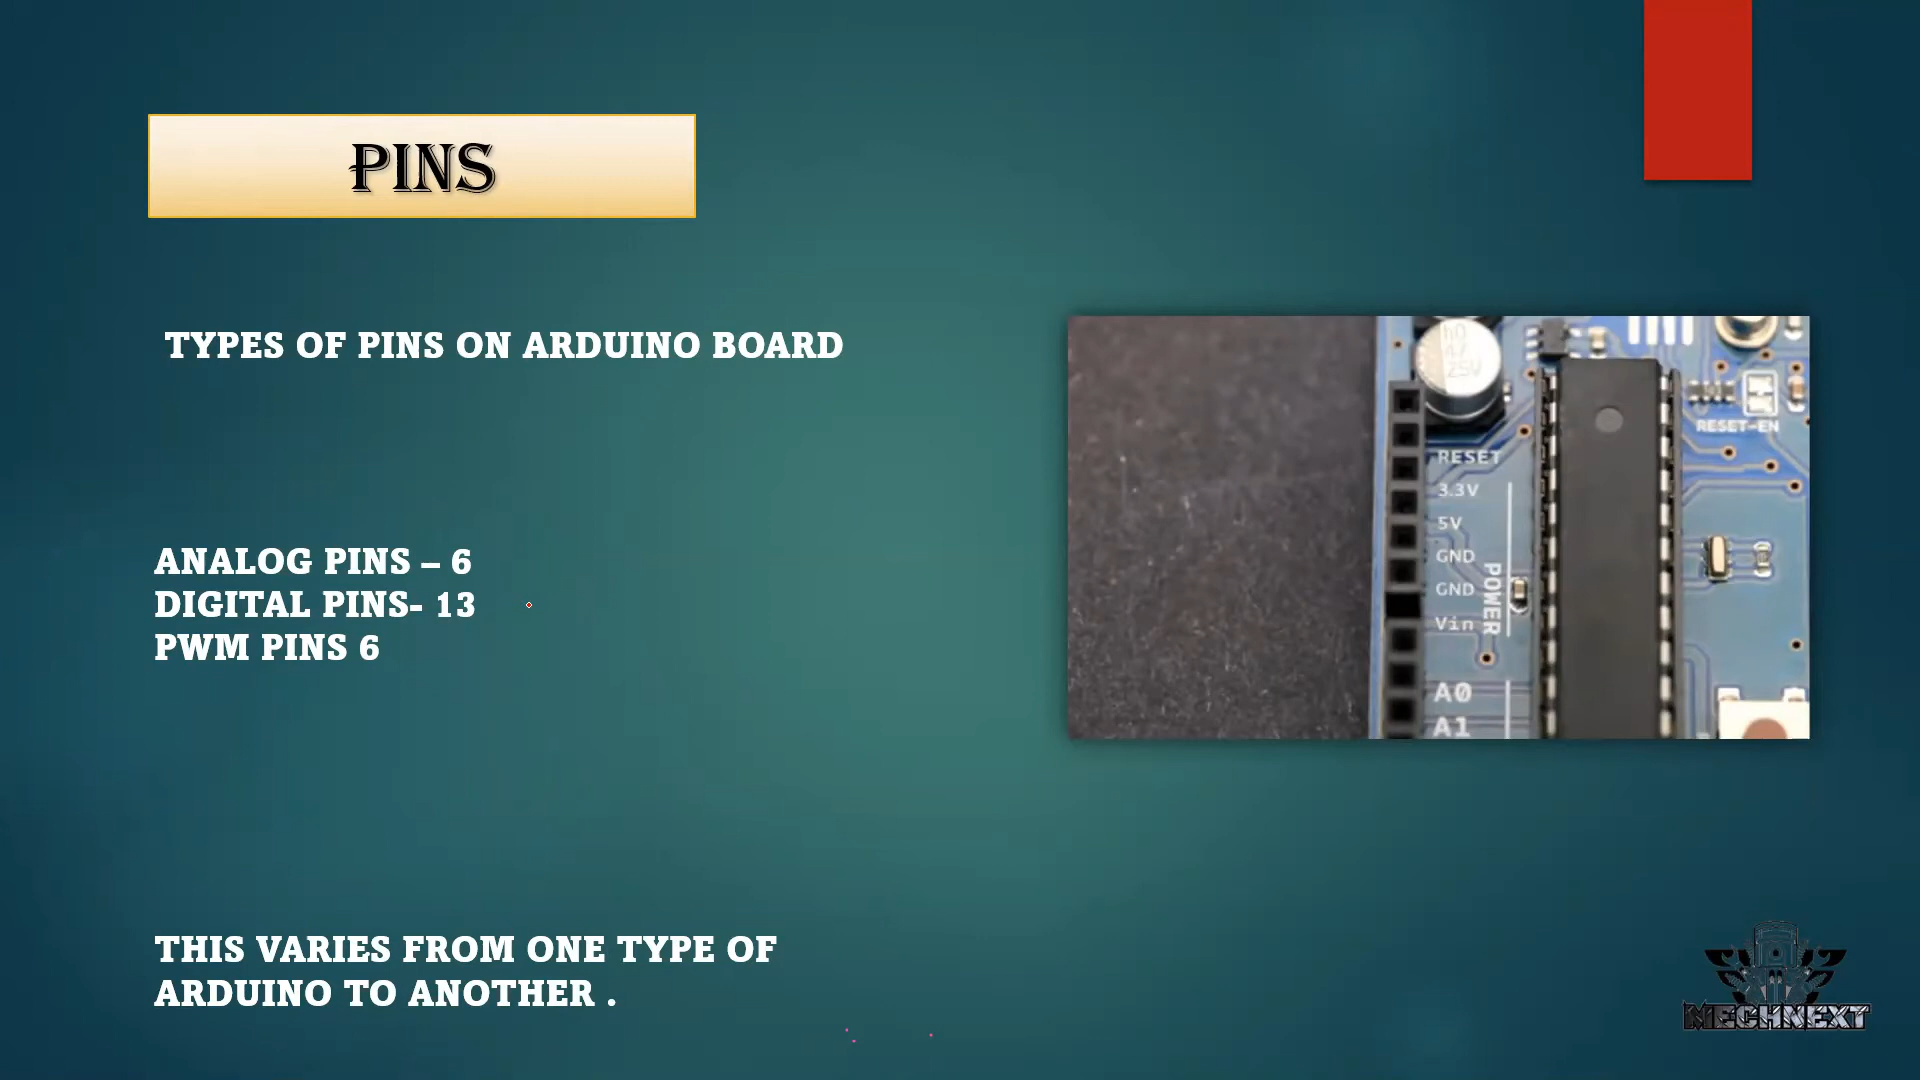 PINS
TYPES OF PINS ON ARDUINO BOARD
ANALOG PINS – 6
DIGITAL PINS- 13
PWM PINS 6
THIS VARIES FROM ONE TYPE OF
ARDUINO TO ANOTHER .
47
25V
RESET-EN
RESET
3.3V
5V
GND
GND
Vin
POWER
A0
A1
MECHNEXT